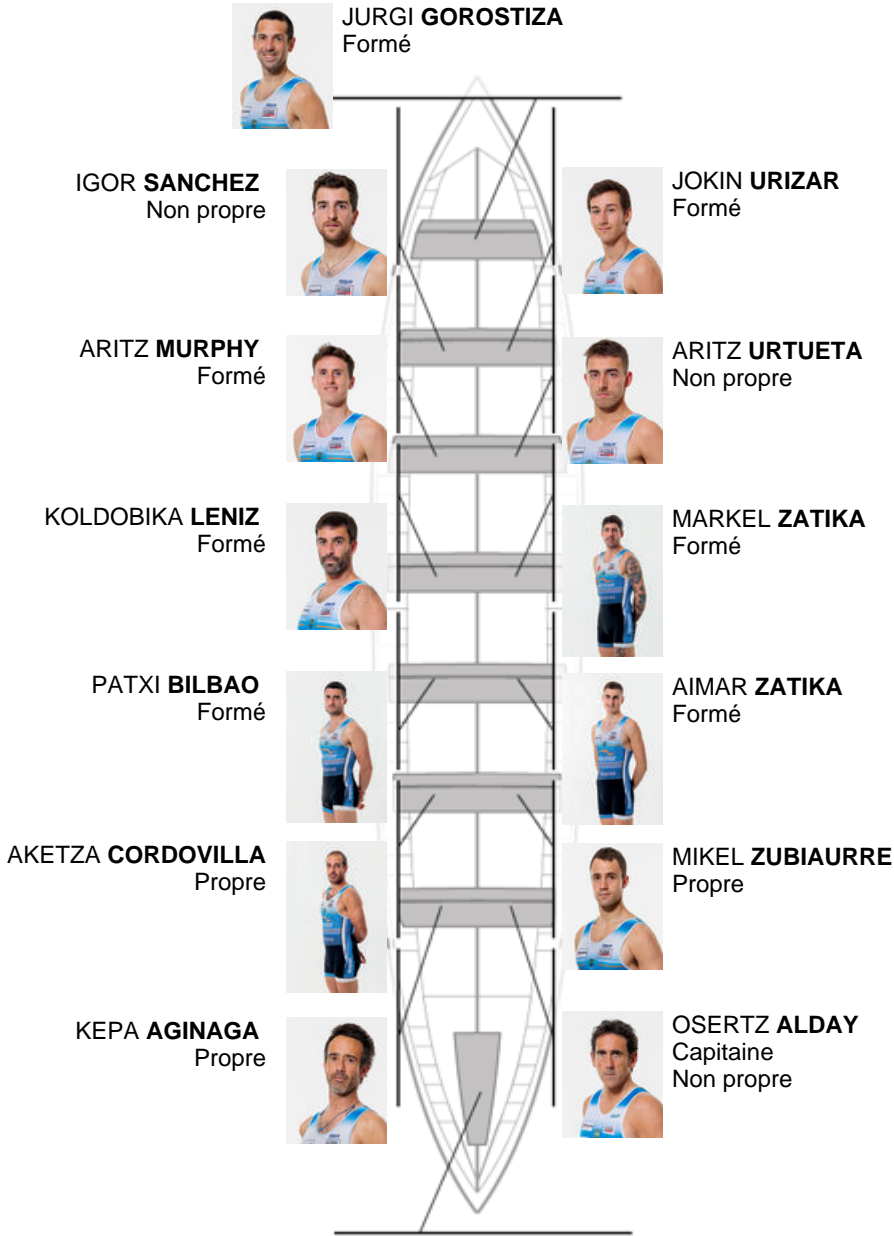 JURGI GOROSTIZA
Formé
IGOR SANCHEZ
Non propre
JOKIN URIZAR
Formé
ARITZ MURPHY
Formé
ARITZ URTUETA
Non propre
KOLDOBIKA LENIZ
Formé
MARKEL ZATIKA
Formé
PATXI BILBAO
Formé
AIMAR ZATIKA
Formé
AKETZA CORDOVILLA
Propre
MIKEL ZUBIAURRE
Propre
KEPA AGINAGA
Propre
OSERTZ ALDAY
Capitaine
Non propre